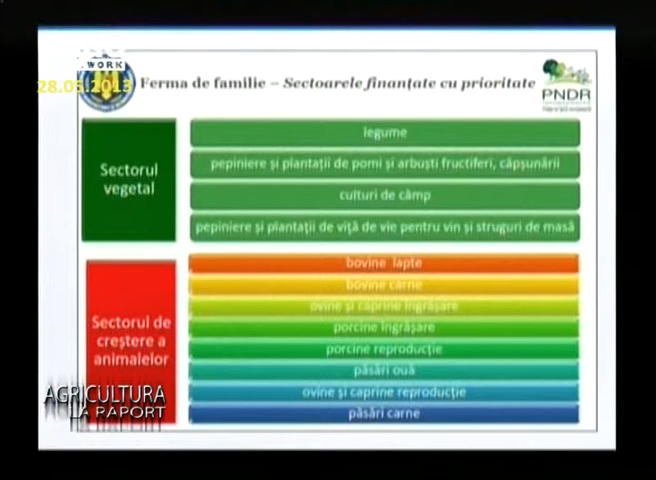 WORK
28.03.2013
Ferma de familie – Sectoarele finanțate cu prioritate
PNDR
Sectorul
vegetal
legume
pepiniere și plantații de pomi și arbuști fructiferi, căpșunării
culturi de câmp
pepiniere și plantații de viță de vie pentru vin și struguri de masă
Sectorul de
creștere a
animalelor
bovine lapte
bovine carne
ovine și caprine îngrășare
porcine îngrășare
porcine reproducție
păsări ouă
ovine și caprine reproducție
păsări carne
AGRICULTURA
LA RAPORT